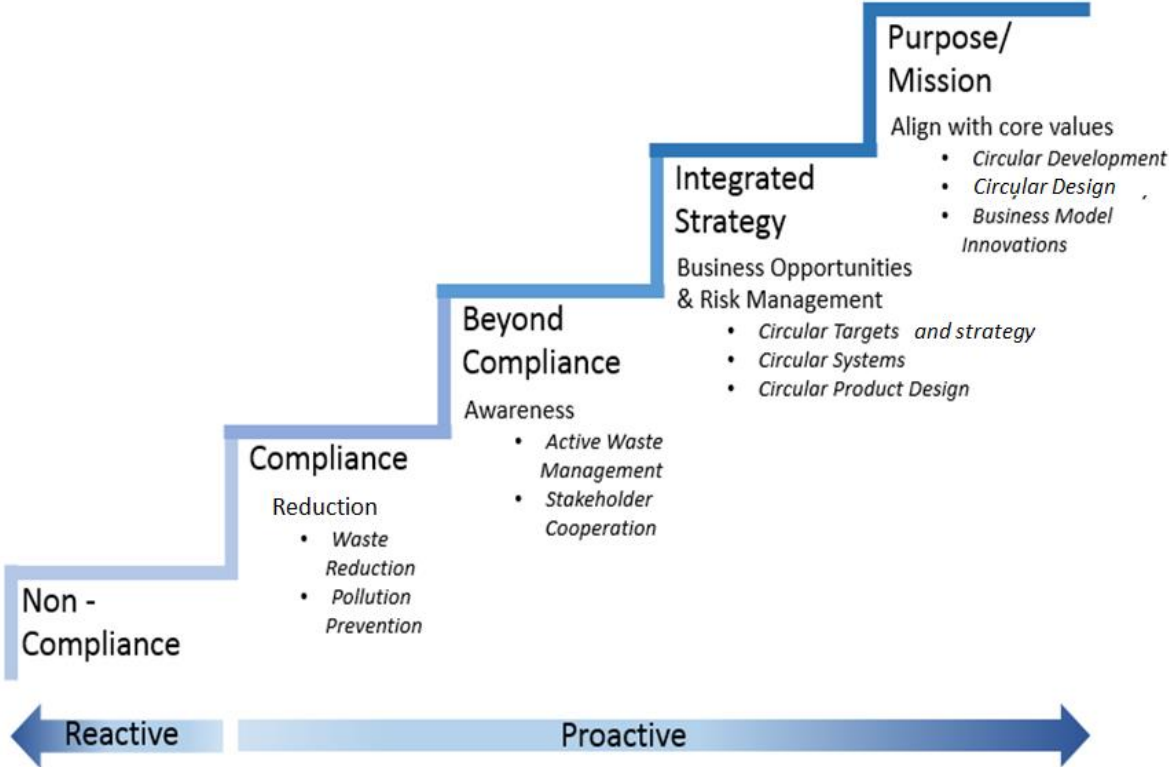 Purpose/
Mission
Align with core values
• Circular Development
• Circular Design ,
• Business Model
Innovations
Integrated
Strategy
Business Opportunities
& Risk Management
• Circular Targets and strategy
• Circular Systems
• Circular Product Design
Beyond
Compliance
Awareness
• Active Waste
Management
• Stakeholder
Cooperation
Compliance
Reduction
• Waste
Reduction
• Pollution
Prevention
Non -
Compliance
Reactive
Proactive